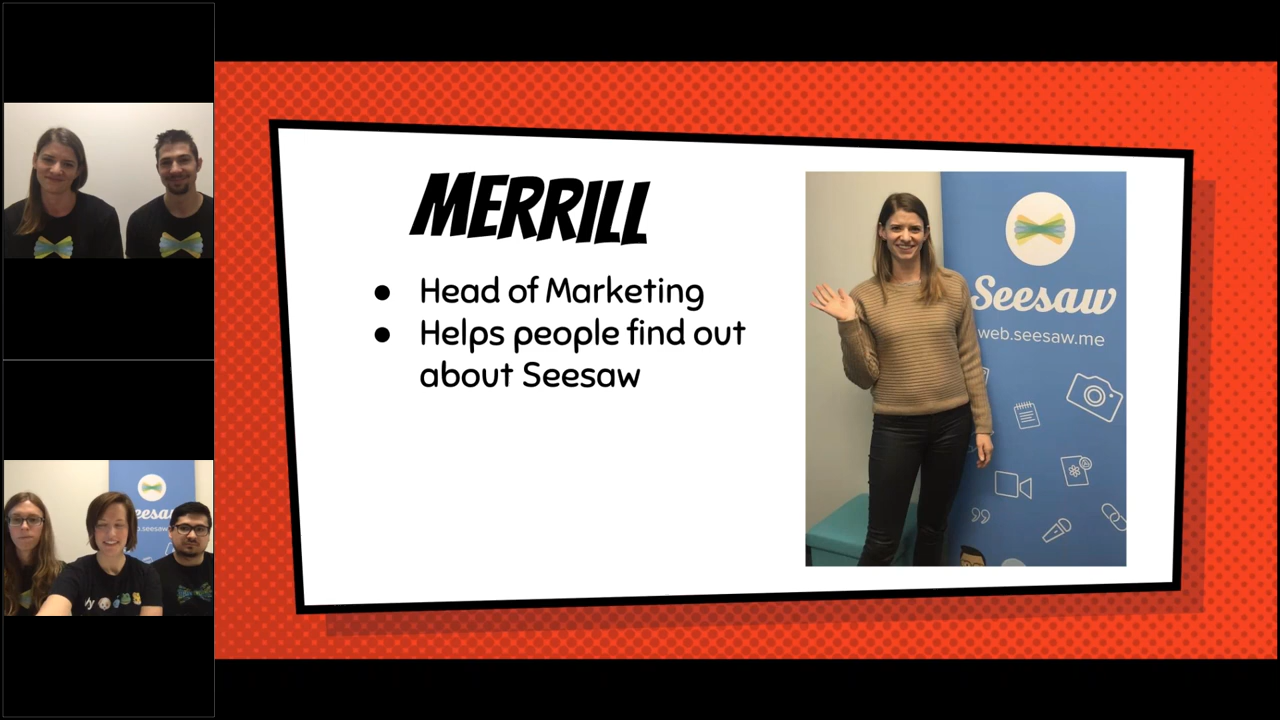 MERRILL
● Head of Marketing
● Helps people find out
about Seesaw
Seesaw
web.seesaw.me